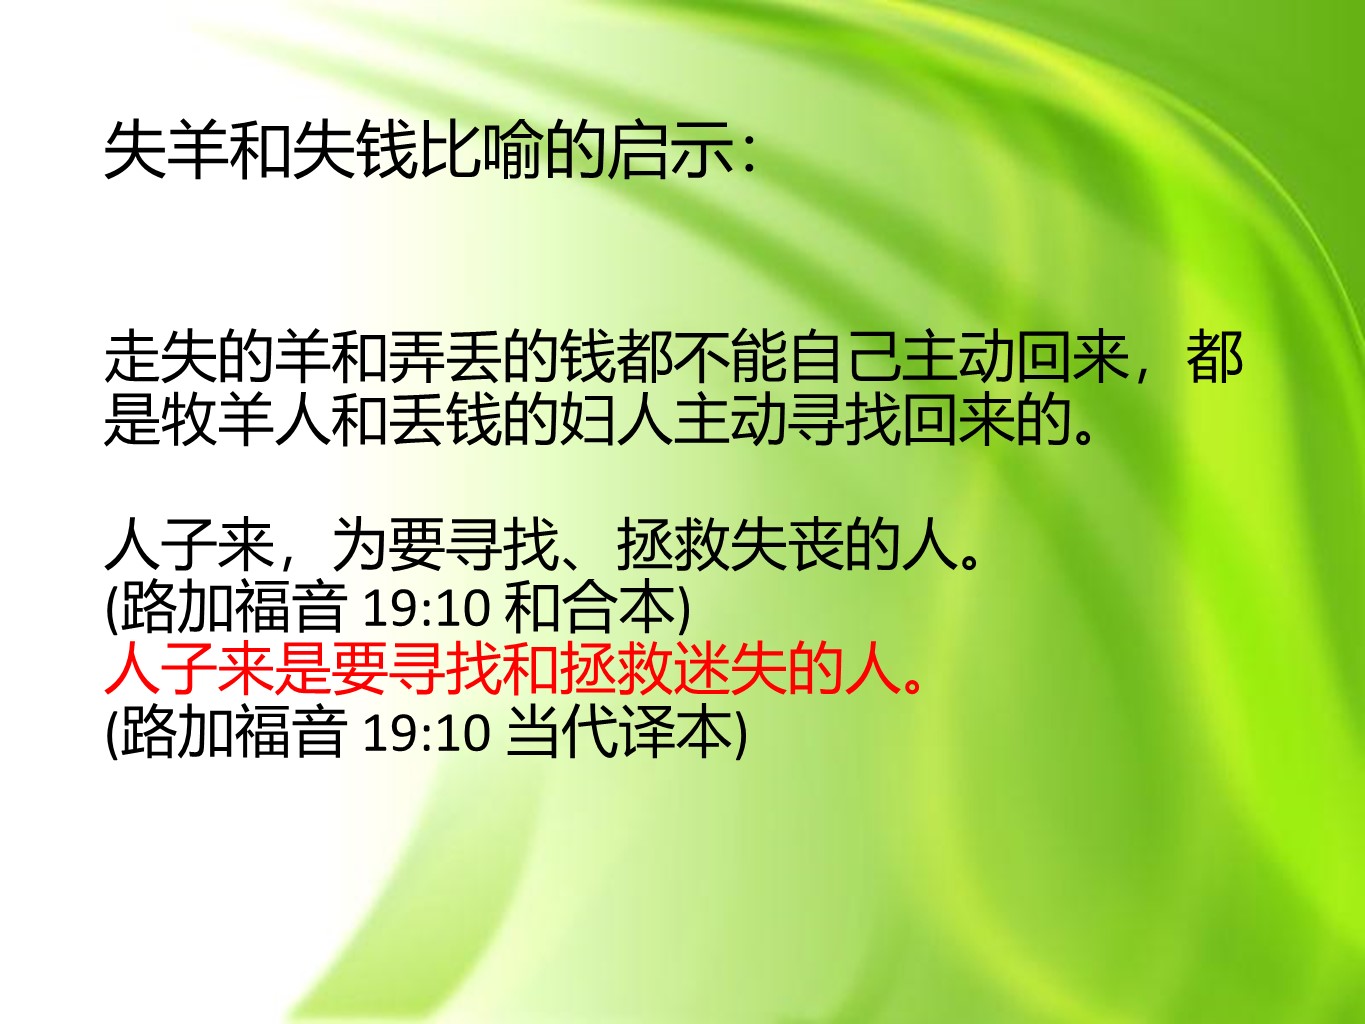 失羊和失钱比喻的启示：
走失的羊和弄丢的钱都不能自己主动回来，都
是牧羊人和丢钱的妇人主动寻找回来的。
人子来，为要寻找、拯救失丧的人。
(路加福音 19:10 和合本)
人子来是要寻找和拯救迷失的人。
(路加福音 19:10 当代译本)